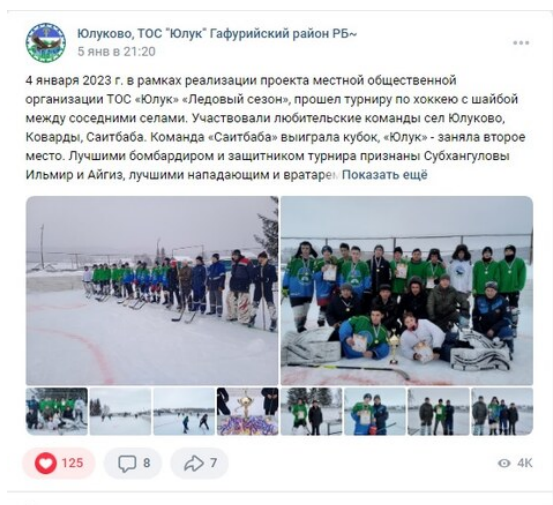 Юлуково, ТОС "Юлук" Гафурийский район РБ~
5 янв в 21:20
4 января 2023 г. в рамках реализации проекта местной общественной
организации ТОС «Юлук» «Ледовый сезон», прошел турниру по хоккею с шайбой
между соседними селами. Участвовали любительские команды сел Юлуково,
Коварды, Саитбаба. Команда «Саитбаба» выиграла кубок, «Юлук» - заняла второе
место. Лучшими бомбардиром и защитником турнира признаны Субхангуловы
Ильмир и Айгиз, лучшими нападающим и вратарем Показать ещё
125 8 7 4K